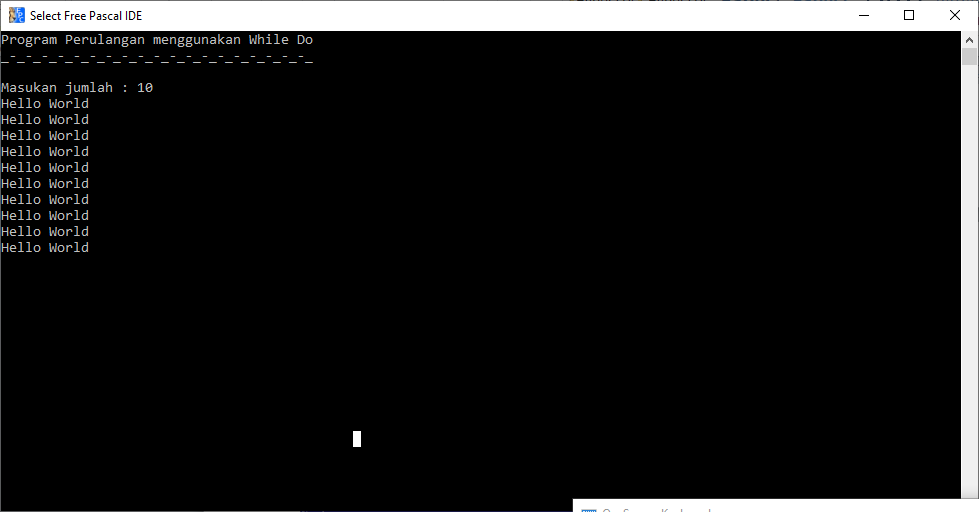 Select Free Pascal IDE
Program Perulangan menggunakan While Do
_-_-_-_-_-_-_-_-_-_-_-_-_-_-_-_-_-_-_-_
Masukan jumlah : 10
Hello World
Hello World
Hello World
Hello World
Hello World
Hello World
Hello World
Hello World
Hello World
Hello World